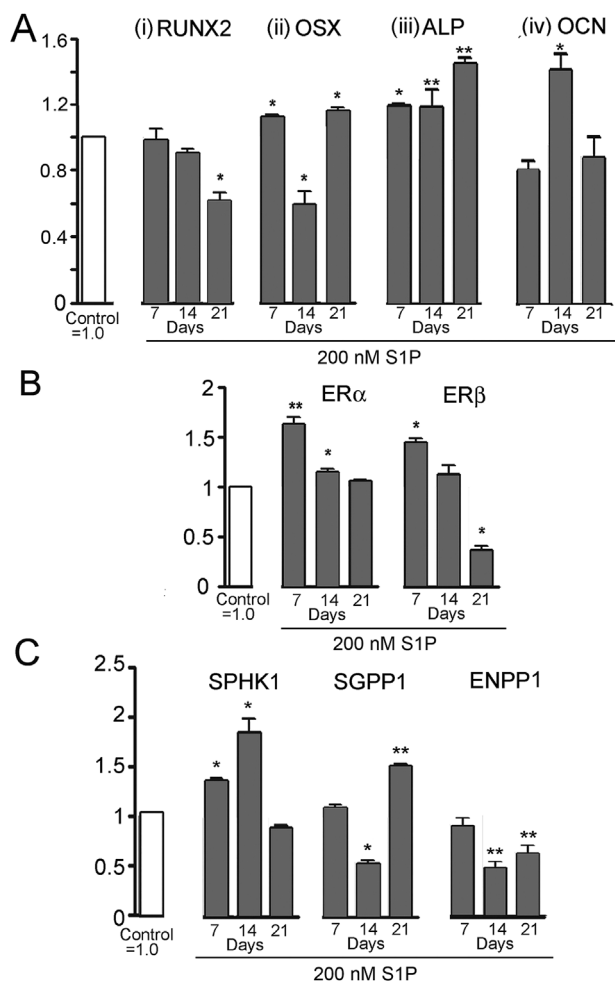 A
(i) RUNX2 (ii) OSX (iii) ALP (iv) OCN
1.6
1.2
0.8
0.4
0
Control
=1.0
7 14 21 7 14 21 7 14 21 7 14 21
Days Days Days Days
* * * * * ** ** *
200 nM S1P
B
ERα ERβ
2
1.5
1
0.5
0
** * * *
Control
=1.0
7 14 21 7 14 21
Days Days
200 nM S1P
C
SPHK1 SGPP1 ENPP1
2.5
2
1.5
1
0.5
0
* * * ** ** **
Control
=1.0
7 14 21 7 14 21 7 14 21
Days Days Days
200 nM S1P